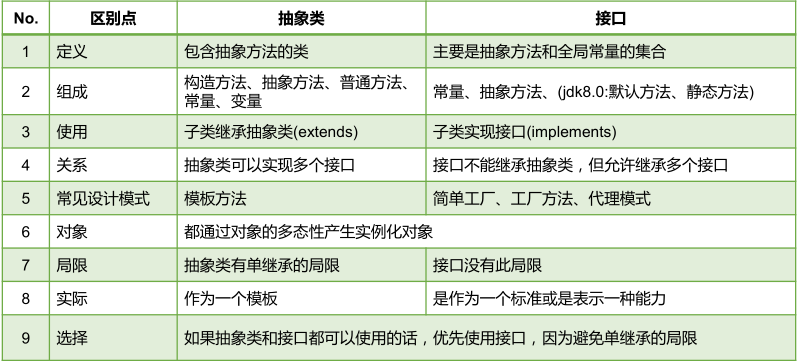 No. 区别点 抽象类 接口
1 定义 包含抽象方法的类 主要是抽象方法和全局常量的集合
2 组成 构造方法、抽象方法、普通方法、常量、变量 常量、抽象方法、(jdk8.0:默认方法、静态方法)
3 使用 子类继承抽象类(extends) 子类实现接口(implements)
4 关系 抽象类可以实现多个接口 接口不能继承抽象类，但允许继承多个接口
5 常见设计模式 模板方法 简单工厂、工厂方法、代理模式
6 对象 都通过对象的多态性产生实例化对象
7 局限 抽象类有单继承的局限 接口没有此局限
8 实际 作为一个模板 是作为一个标准或是表示一种能力
9 选择 如果抽象类和接口都可以使用的话，优先使用接口，因为避免单继承的局限